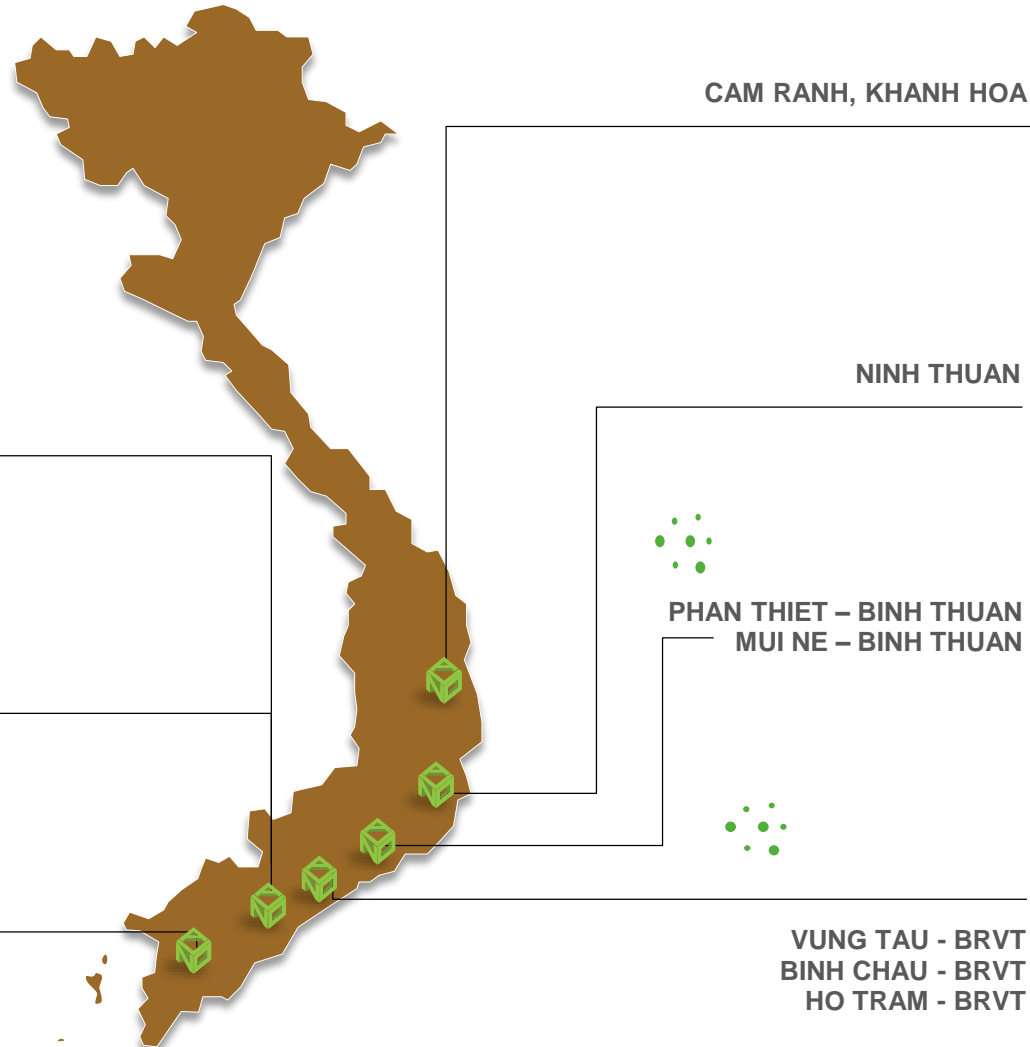 CAM RANH, KHANH HOA
NINH THUAN
PHAN THIET – BINH THUAN
MUI NE – BINH THUAN
VUNG TAU - BRVT
BINH CHAU - BRVT
HO TRAM - BRVT